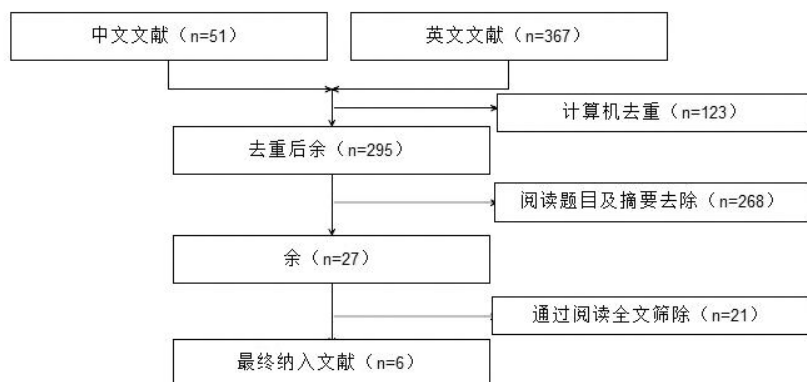 中文文献（n=51）
英文文献（n=367）
计算机去重（n=123）
去重后余（n=295）
阅读题目及摘要去除（n=268）
余（n=27）
通过阅读全文筛除（n=21）
最终纳入文献（n=6）